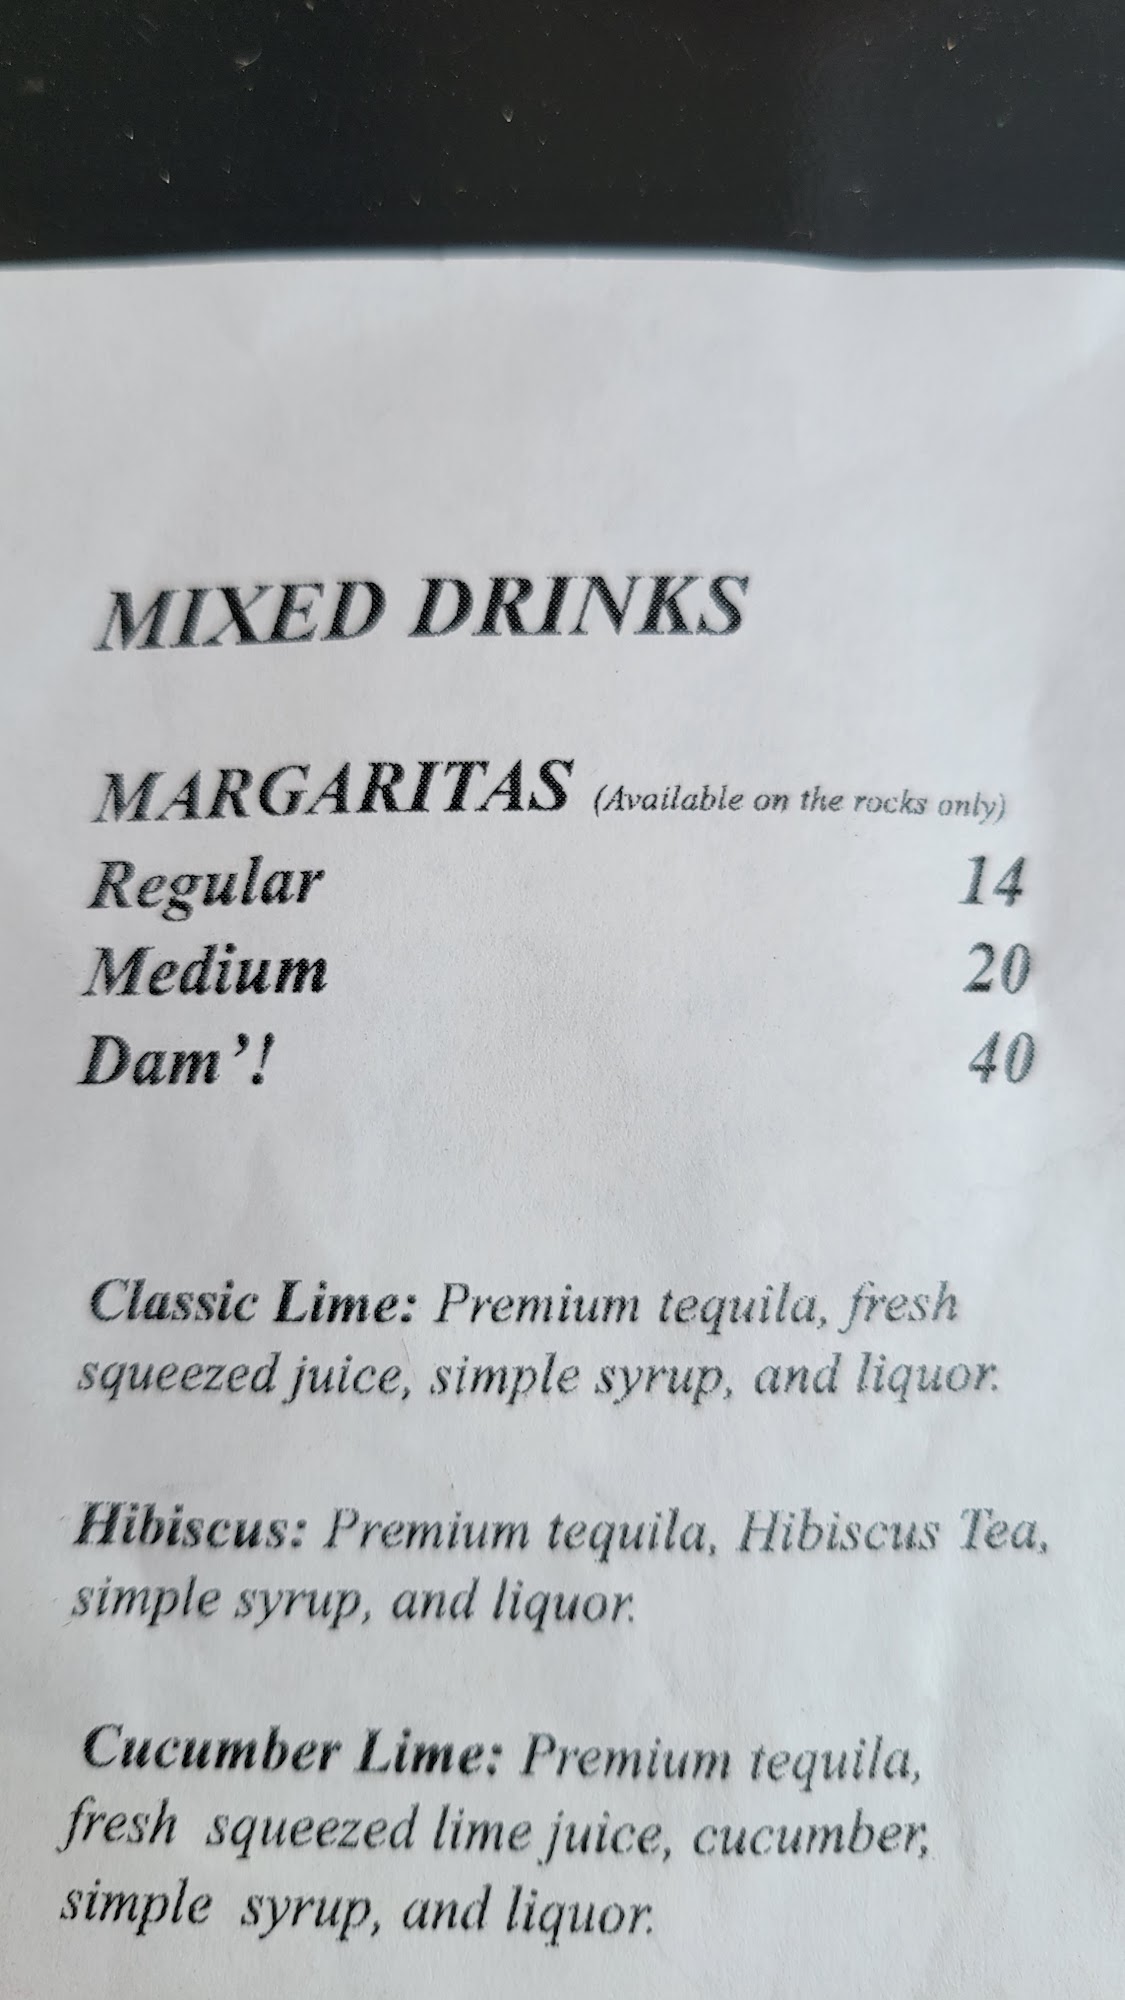 MIXED DRINKS
MARGARITAS (Available on the rocks only)
Regular 14
Medium 20
Dam'! 40
Classic Lime: Premium tequila, fresh
squeezed juice, simple syrup, and liquor.
Hibiscus: Premium tequila, Hibiscus Tea,
simple syrup, and liquor.
Cucumber Lime: Premium tequila,
fresh squeezed lime juice, cucumber,
simple syrup, and liquor.